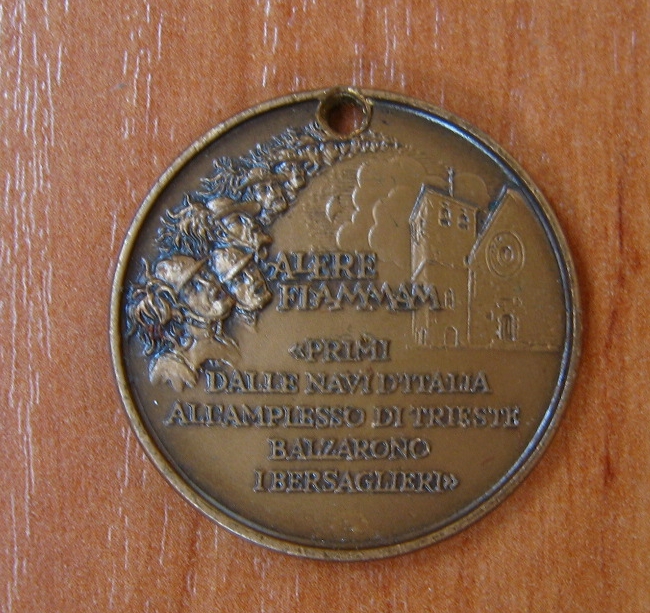 ALERE
FLAMMAM
«PRIMI
DALLE NAVI D'ITALIA
ALL'AMPLESSO DI TRIESTE
BALZARONO
I BERSAGLIERI»